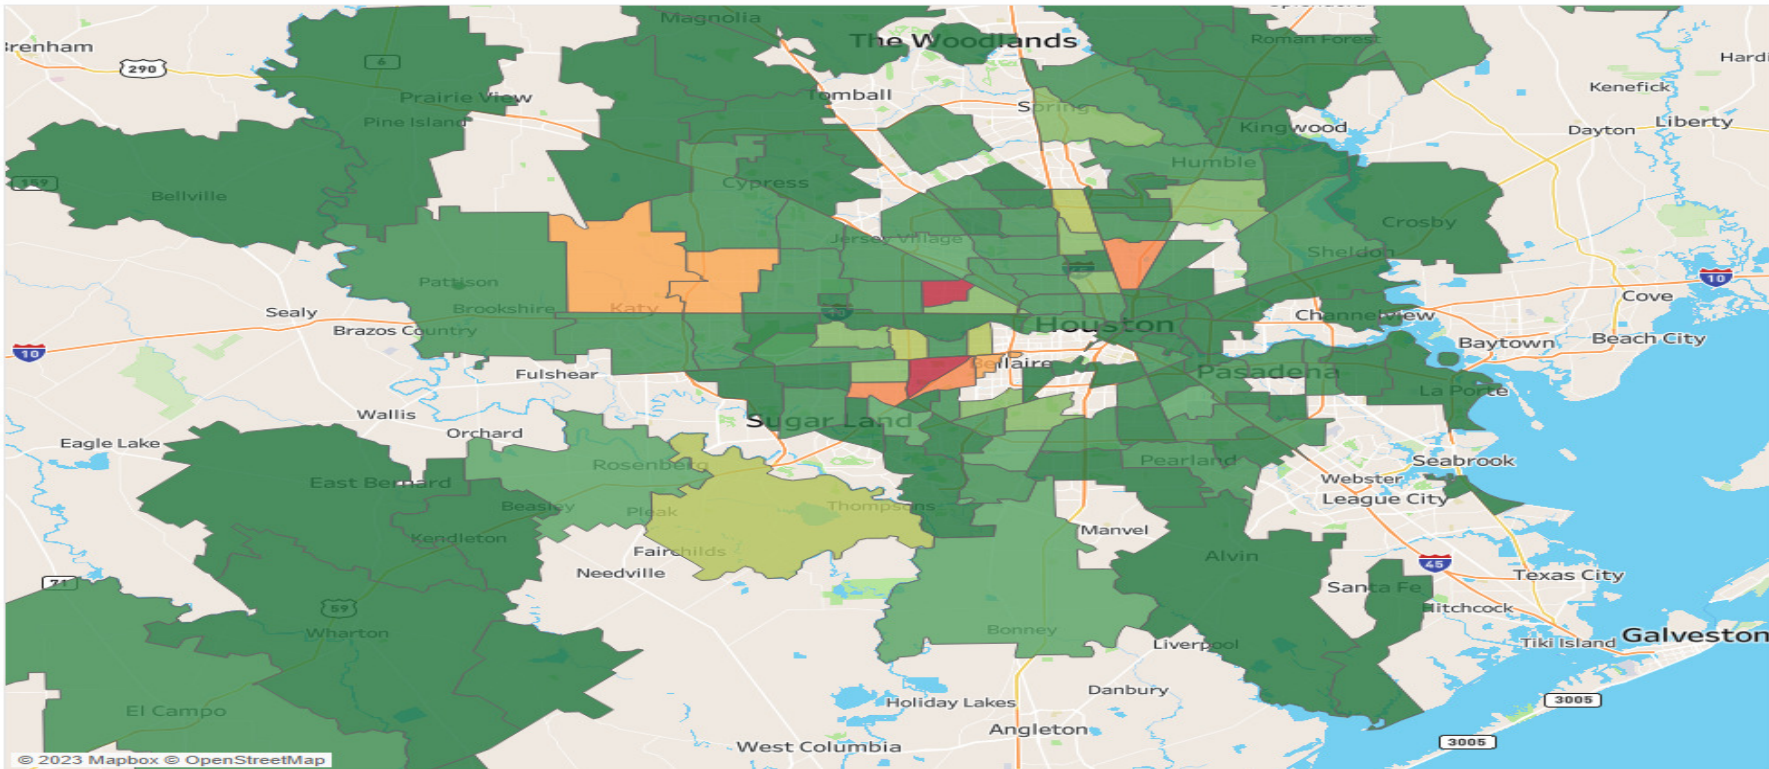 Magnolia
The Woodlands
Roman Forest
Brenham
290
6
Hardi
Prairie View
Tomball
Spring
Kenefick
Pine Island
Kingwood
Dayton
Liberty
159
Bellville
Cypress
Humble
Crosby
Jersey Village
Sheldon
Pattison
10
Katy
Brookshire
Cove
Sealy
Brazos Country
Houston
Channelview
Baytown
Beach City
10
Fulshear
Bellaire
Pasadena
La Porte
Wallis
Sugar Land
Orchard
Eagle Lake
Rosenberg
Pearland
Seabrook
East Bernard
Webster
League City
Beasley
Pleak
Thompsons
Manvel
Kendleton
Fairchilds
Alvin
45
Needville
Texas City
71
Santa Fe
59
Hitchcock
Wharton
Bonney
Liverpool
Tiki Island
Galveston
Danbury
Holiday Lakes
3005
El Campo
Angleton
West Columbia
3005
© 2023 Mapbox © OpenStreetMap